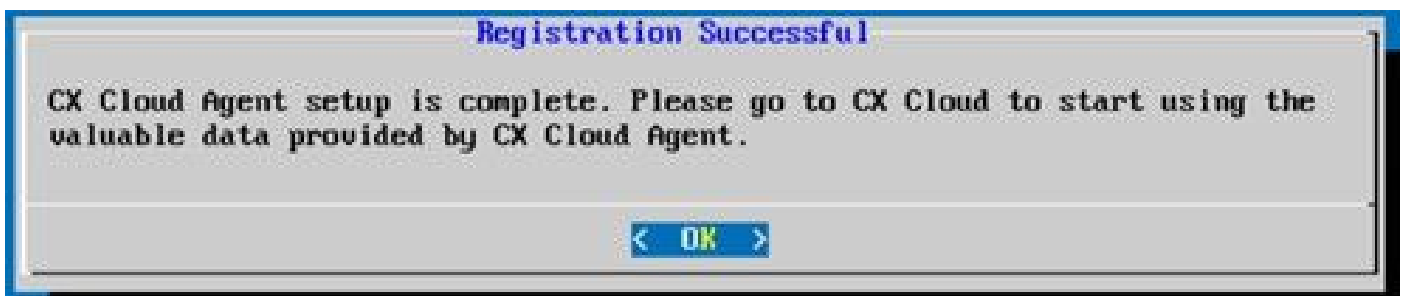 Registration Successful
CX Cloud Agent setup is complete. Please go to CX Cloud to start using the
valuable data provided by CX Cloud Agent.
< OK >